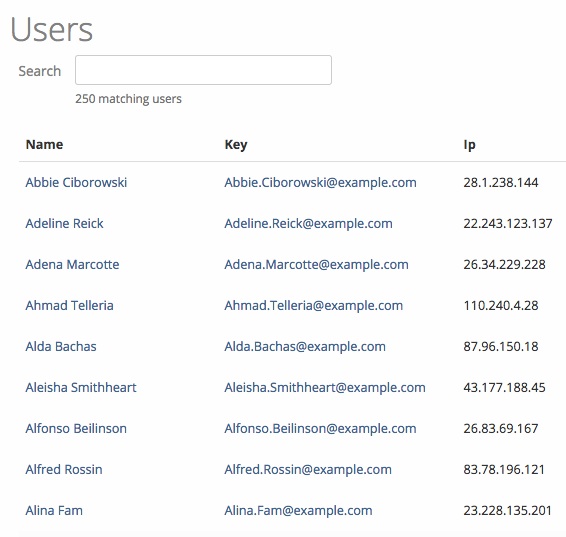 Users
Search
250 matching users
Name Key Ip
Abbie Ciborowski Abbie.Ciborowski@example.com 28.1.238.144
Adeline Reick Adeline.Reick@example.com 22.243.123.137
Adena Marcotte Adena.Marcotte@example.com 26.34.229.228
Ahmad Telleria Ahmad.Telleria@example.com 110.240.4.28
Alda Bachas Alda.Bachas@example.com 87.96.150.18
Aleisha Smithheart Aleisha.Smithheart@example.com 43.177.188.45
Alfonso Beilinson Alfonso.Beilinson@example.com 26.83.69.167
Alfred Rossin Alfred.Rossin@example.com 83.78.196.121
Alina Fam Alina.Fam@example.com 23.228.135.201